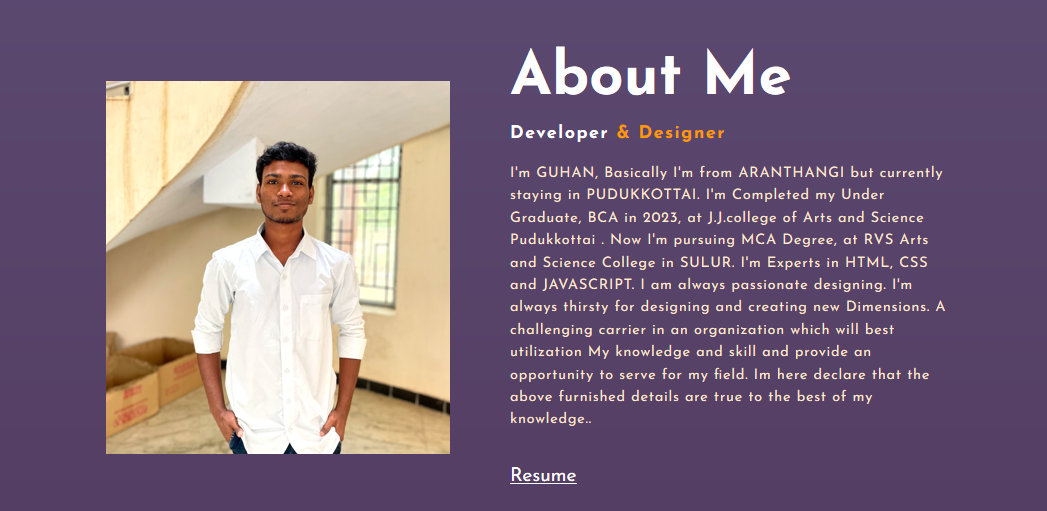 About Me
Developer & Designer
I'm GUHAN, Basically I'm from ARANTHANGI but currently
staying in PUDUKKOTTAI. I'm Completed my Under
Graduate, BCA in 2023, at J.J.college of Arts and Science
Pudukkottai . Now I'm pursuing MCA Degree, at RVS Arts
and Science College in SULUR. I'm Experts in HTML, CSS
and JAVASCRIPT. I am always passionate designing. I'm
always thirsty for designing and creating new Dimensions. A
challenging carrier in an organization which will best
utilization My knowledge and skill and provide an
opportunity to serve for my field. Im here declare that the
above furnished details are true to the best of my
knowledge..
Resume